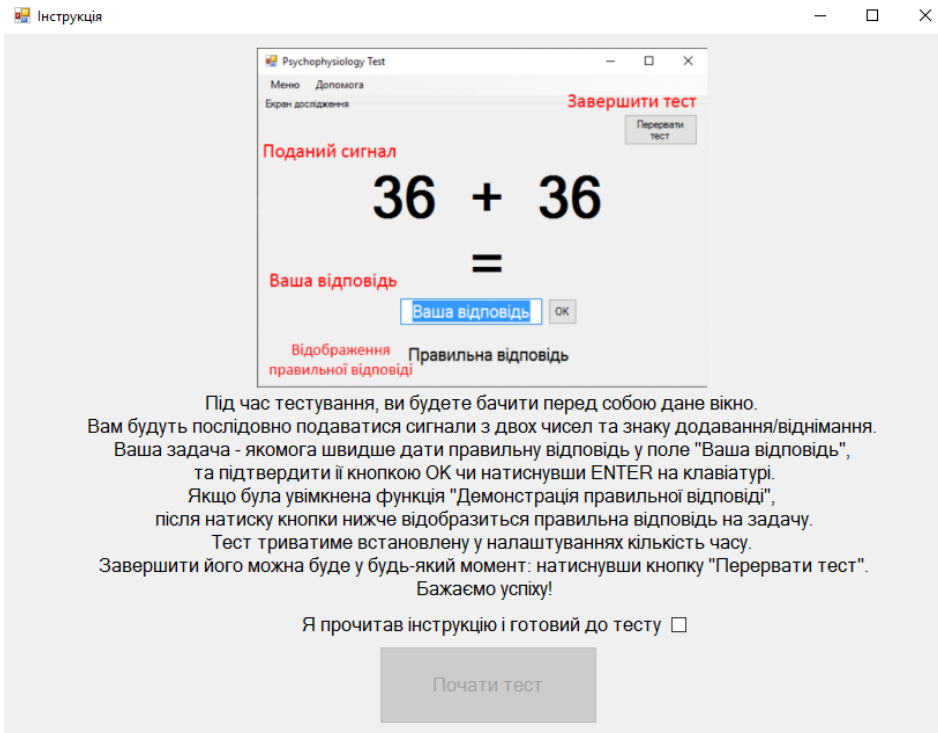 Інструкція
Psychophysiology Test
Меню Допомога
Екран дослідження
Завершити тест
Перервати
тест
Поданий сигнал
36 + 36
=
Ваша відповідь
Ваша відповідь OK
Відображення
правильної відповіді
Правильна відповідь
Під час тестування, ви будете бачити перед собою дане вікно.
Вам будуть послідовно подаватися сигнали з двох чисел та знаку додавання/віднімання.
Ваша задача - якомога швидше дати правильну відповідь у поле "Ваша відповідь",
та підтвердити її кнопкою OK чи натиснувши ENTER на клавіатурі.
Якщо була увімкнена функція "Демонстрація правильної відповіді",
після натиску кнопки нижче відобразиться правильна відповідь на задачу.
Тест триватиме встановлену у налаштуваннях кількість часу.
Завершити його можна буде у будь-який момент: натиснувши кнопку "Перервати тест".
Бажаємо успіху!
Я прочитав інструкцію і готовий до тесту
Почати тест